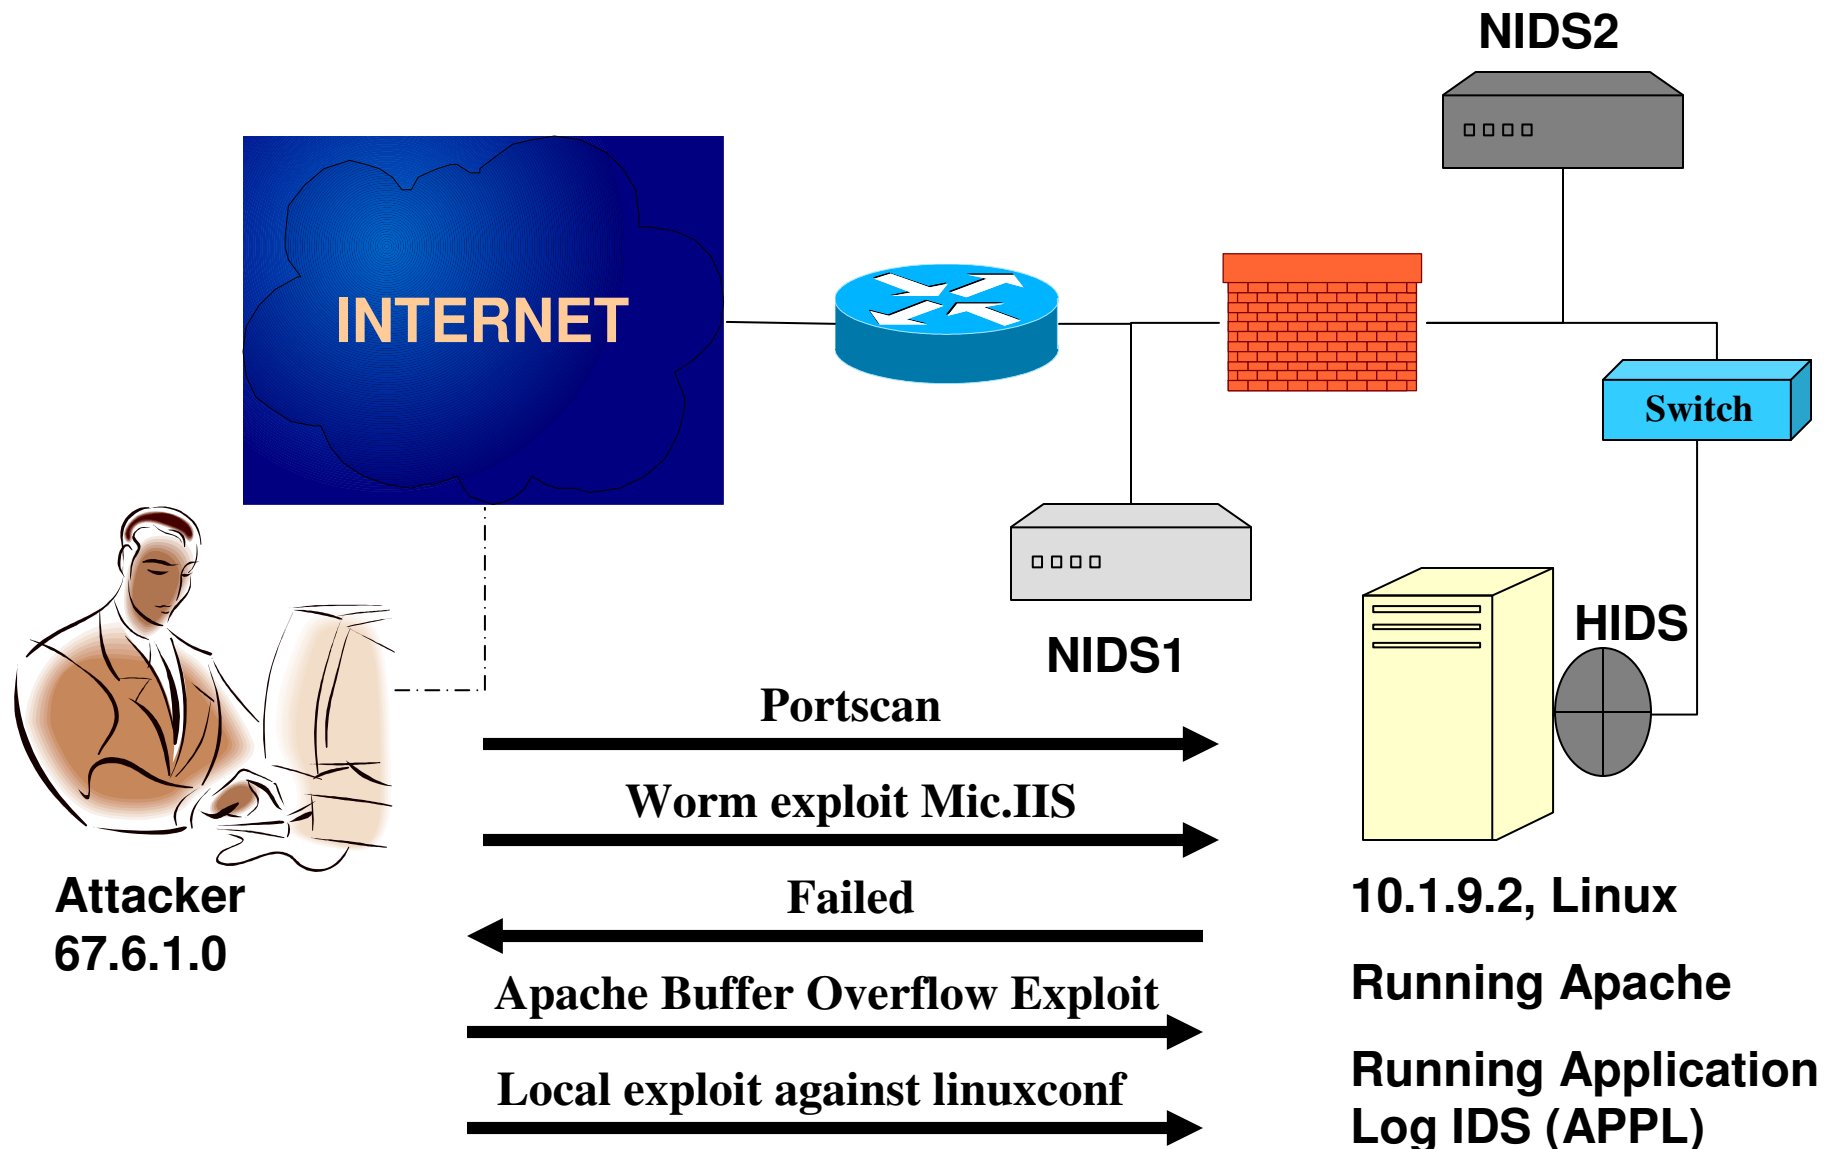 NIDS2
INTERNET
Switch
HIDS
NIDS1
Portscan
Worm exploit Mic.IIS
Failed
Apache Buffer Overflow Exploit
Local exploit against linuxconf
Attacker
67.6.1.0
10.1.9.2, Linux
Running Apache
Running Application
Log IDS (APPL)